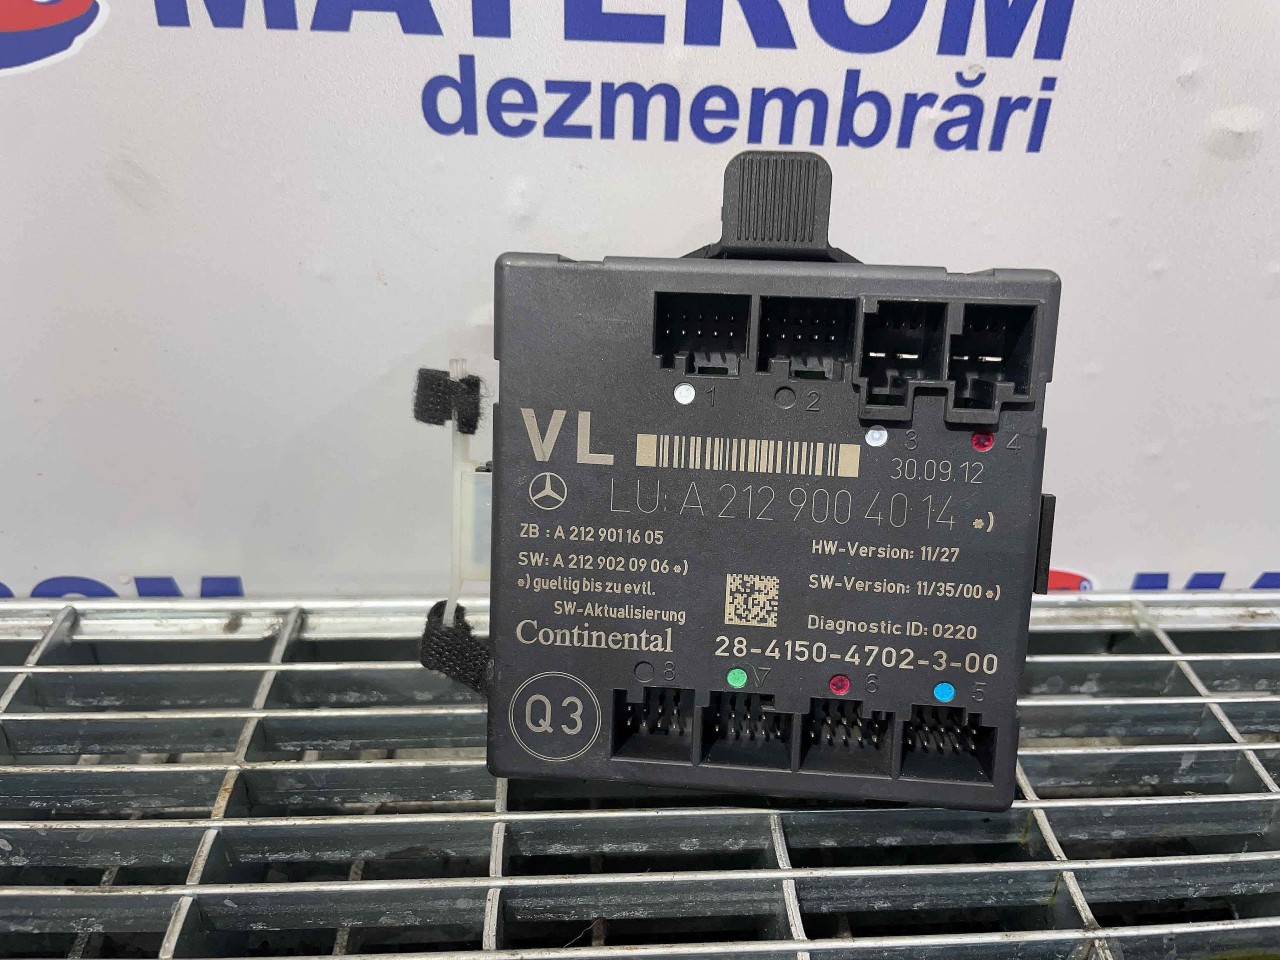 MATEROM
dezmembrări
1 2 3 4
VL
30.09.12
LU: A 212 900 40 14 *)
ZB : A 212 901 16 05
HW-Version: 11/27
SW: A 212 902 09 06 *)
SW-Version: 11/35/00 *)
*) gueltig bis zu evtl.
SW-Aktualisierung
Diagnostic ID: 0220
Continental
28-4150-4702-3-00
8 7 6 5
Q3